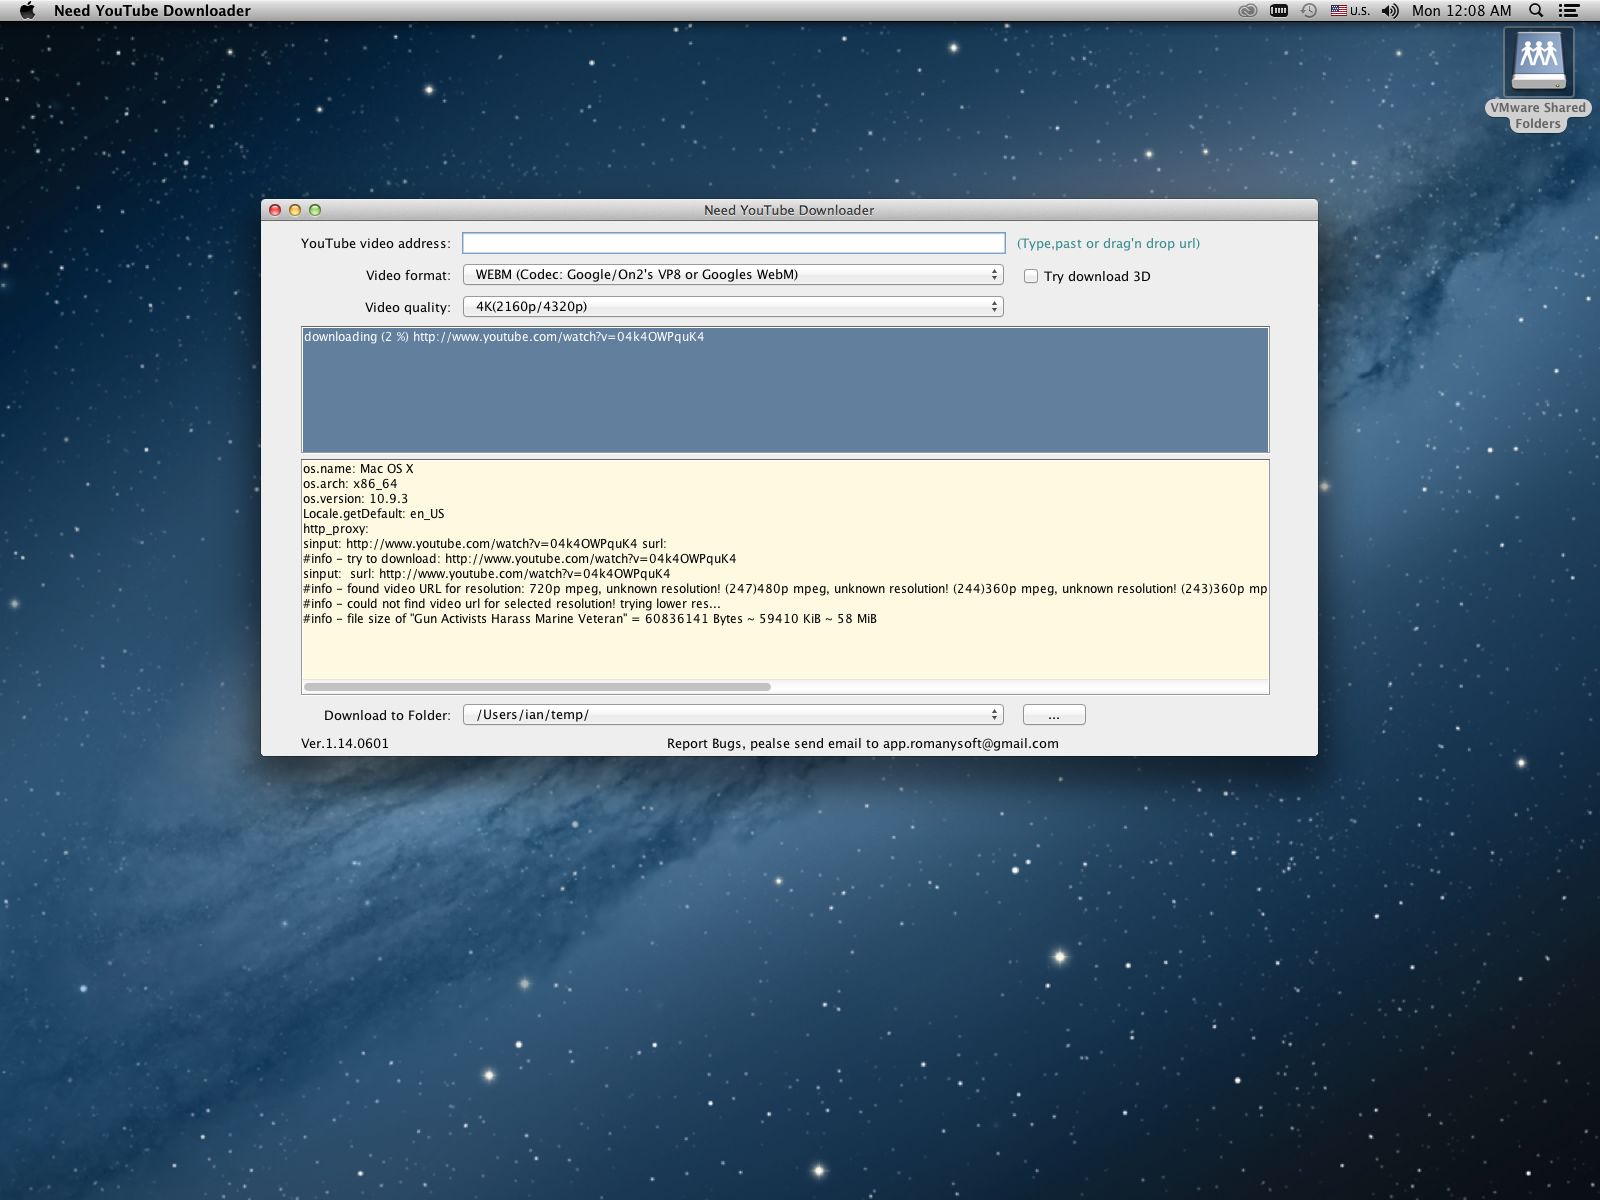 Need YouTube Downloader
U.S.
Mon 12:08 AM
VMware Shared
Folders
Need YouTube Downloader
YouTube video address:
(Type,past or drag'n drop url)
Video format:
WEBM (Codec: Google/On2's VP8 or Googles WebM)
Try download 3D
Video quality:
4K(2160p/4320p)
downloading (2 %) http://www.youtube.com/watch?v=04k4OWPquK4
os.name: Mac OS X
os.arch: x86_64
os.version: 10.9.3
Locale.getDefault: en_US
http_proxy:
sinput: http://www.youtube.com/watch?v=04k4OWPquK4 surl:
#info - try to download: http://www.youtube.com/watch?v=04k4OWPquK4
sinput:  surl: http://www.youtube.com/watch?v=04k4OWPquK4
#info - found video URL for resolution: 720p mpeg, unknown resolution! (247)480p mpeg, unknown resolution! (244)360p mpeg, unknown resolution! (243)360p mp
#info - could not find video url for selected resolution! trying lower res...
#info - file size of "Gun Activists Harass Marine Veteran" = 60836141 Bytes ~ 59410 KiB ~ 58 MiB
Download to Folder:
/Users/ian/temp/
...
Ver.1.14.0601
Report Bugs, pealse send email to app.romanysoft@gmail.com